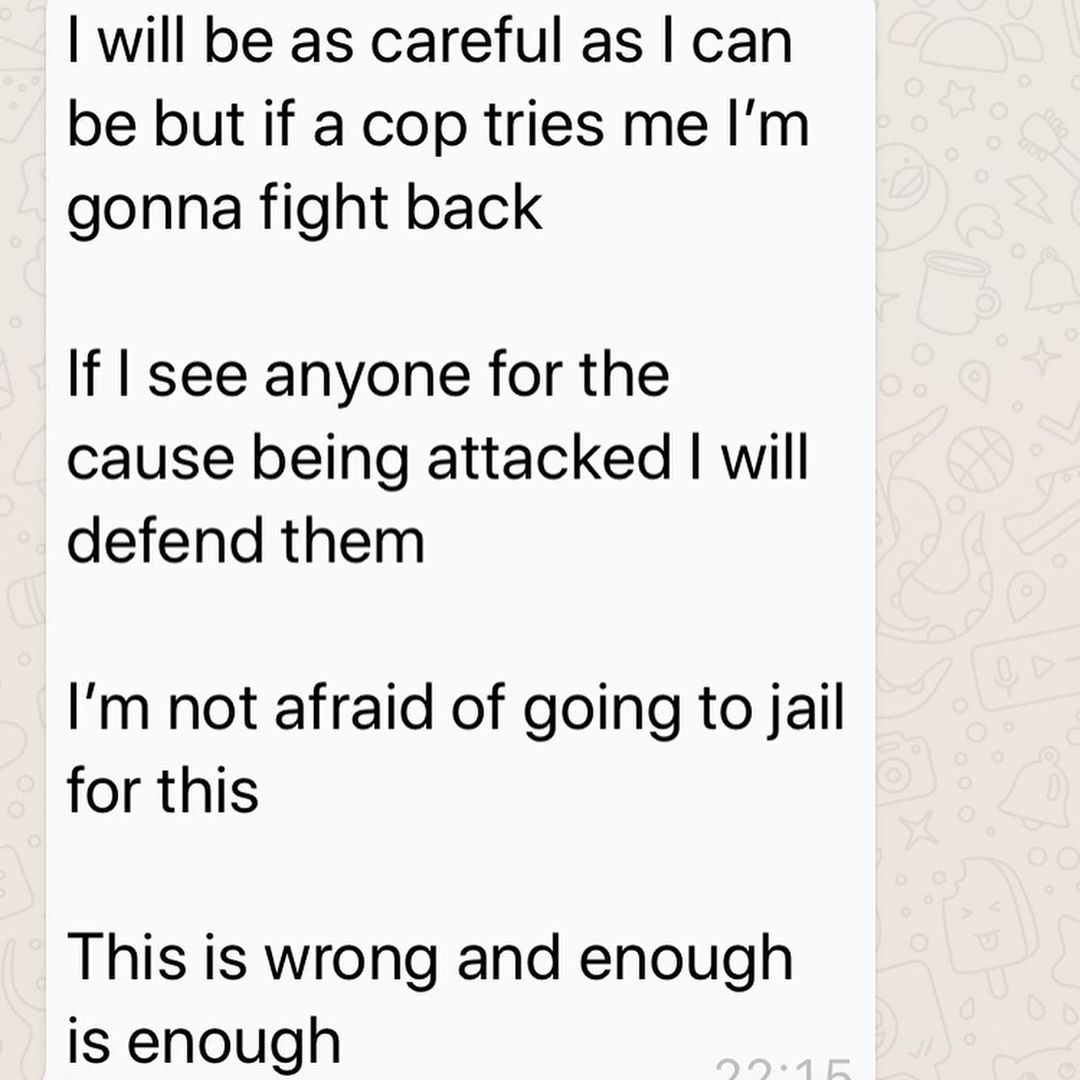 I will be as careful as I can
be but if a cop tries me I’m
gonna fight back
If I see anyone for the
cause being attacked I will
defend them
I’m not afraid of going to jail
for this
This is wrong and enough
is enough
22:15